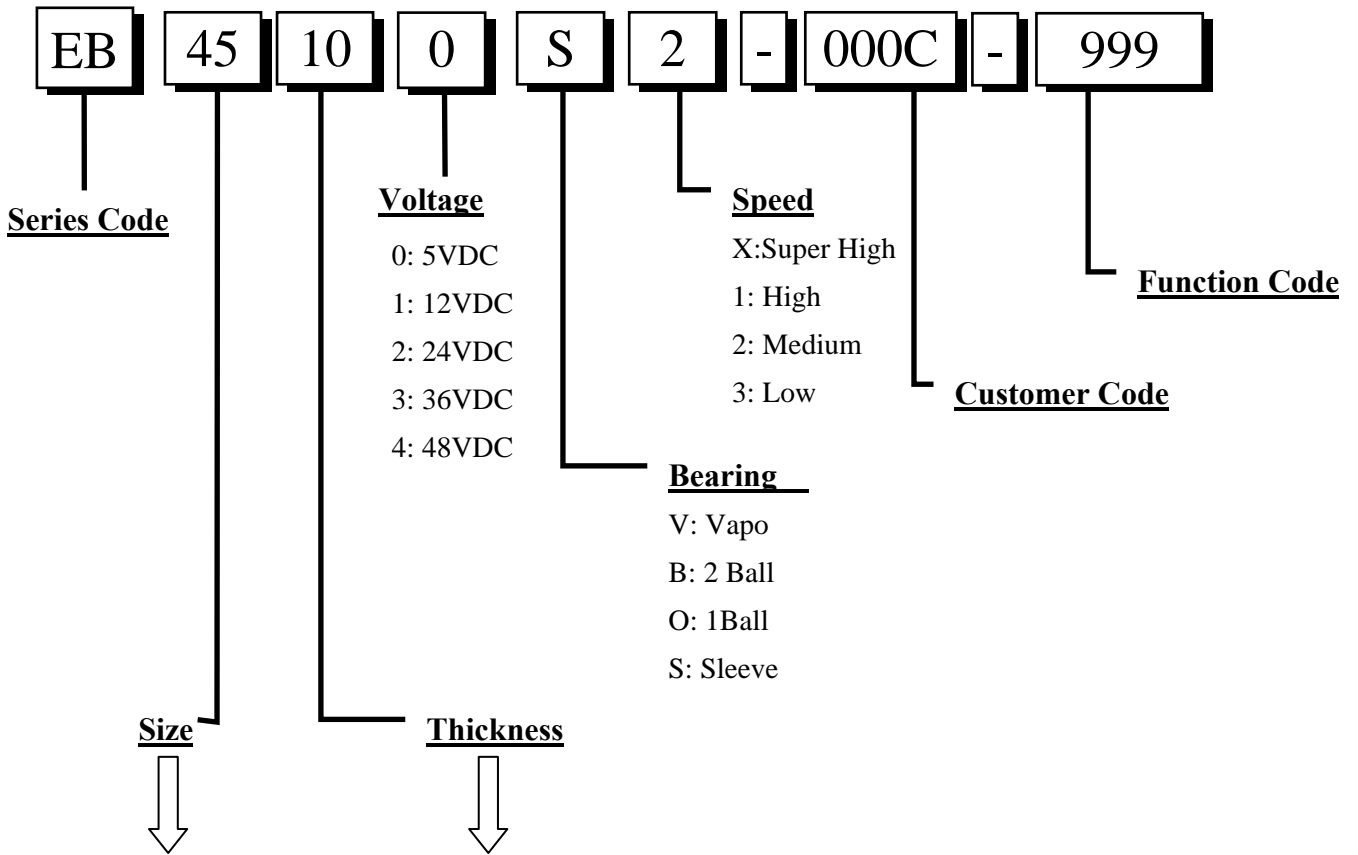 EB 45 10 0 S 2 - 000C - 999
Series Code
Voltage
0: 5VDC
1: 12VDC
2: 24VDC
3: 36VDC
4: 48VDC
Speed
X:Super High
1: High
2: Medium
3: Low
Function Code
Customer Code
Bearing
V: Vapo
B: 2 Ball
O: 1Ball
S: Sleeve
Size
Thickness